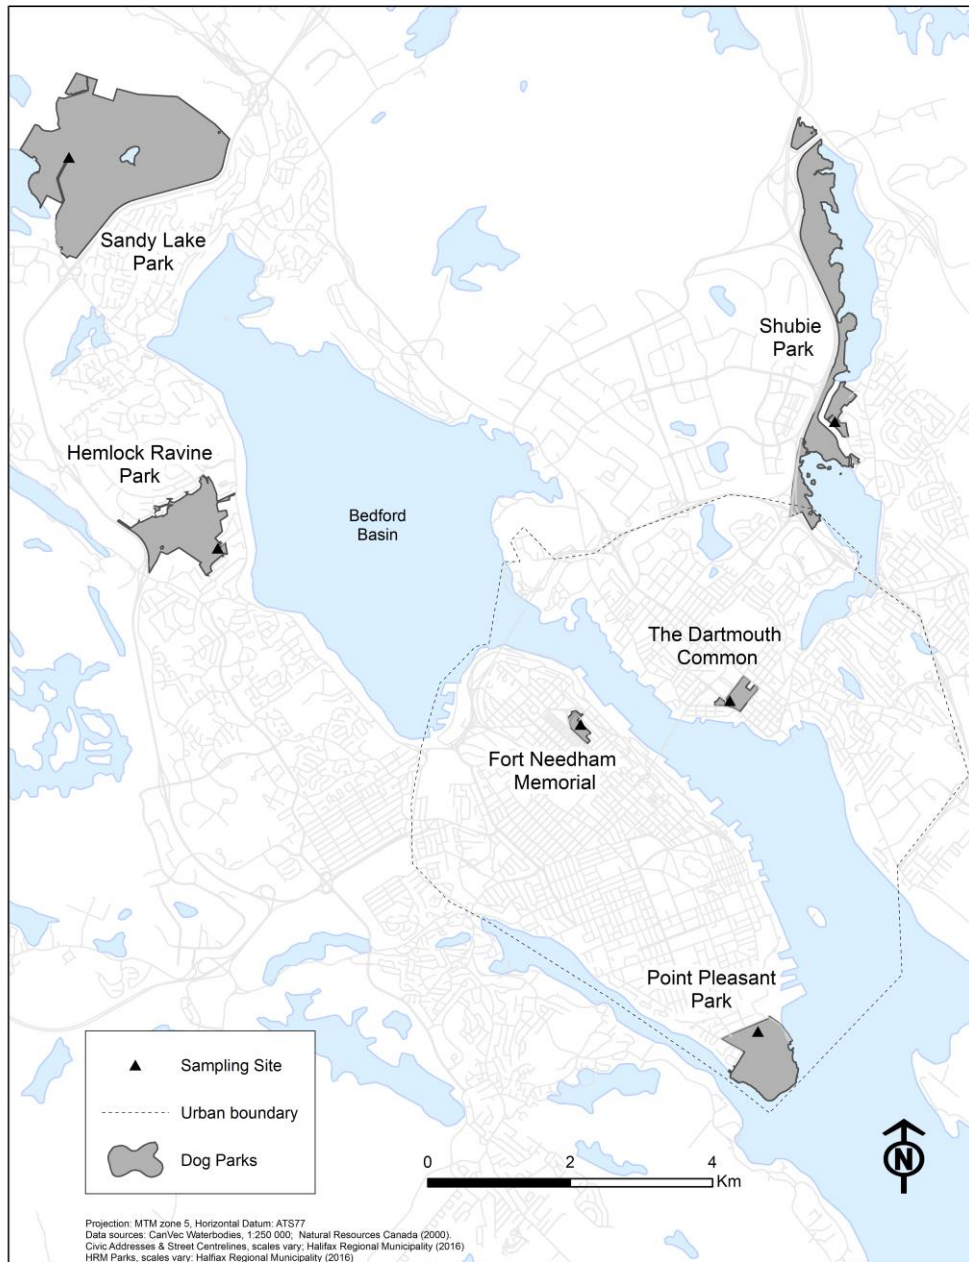 Sandy Lake
Park
Shubie
Park
Hemlock Ravine
Park
Bedford
Basin
The Dartmouth
Common
Fort Needham
Memorial
Point Pleasant
Park
Sampling Site
Urban boundary
Dog Parks
0 2 4
Km
N
Projection: MTM zone 5, Horizontal Datum: ATS77
Data sources: CanVec Waterbodies, 1:250 000; Natural Resources Canada (2000).
Civic Addresses & Street Centrelines, scales vary; Halifax Regional Municipality (2016)
HRM Parks, scales vary: Halfiax Regional Municipality (2016)